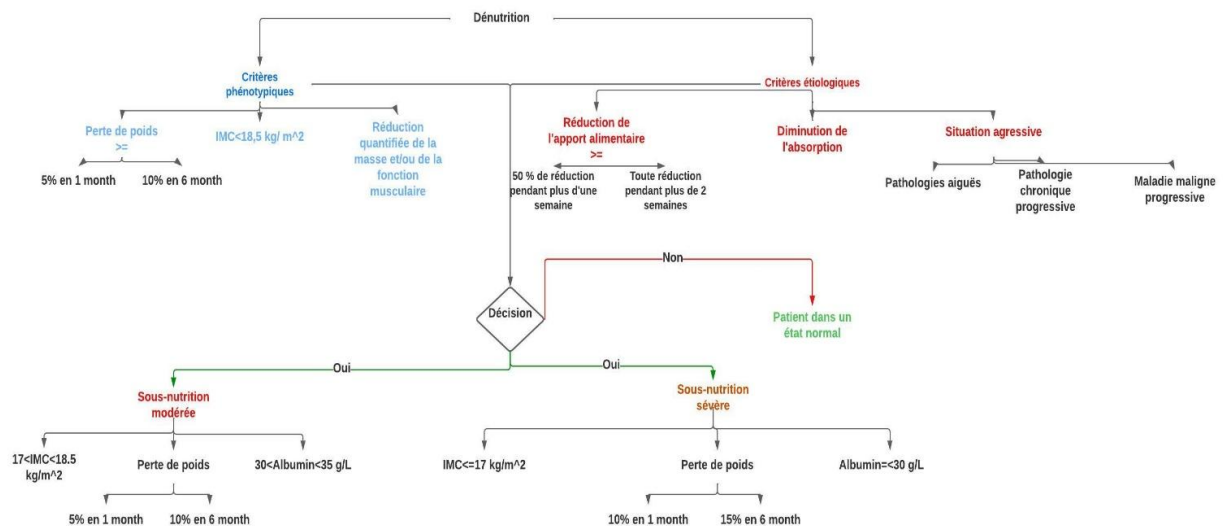 Dénutrition
Critères
phénotypiques
Critères étiologiques
Perte de poids
>=
IMC<18,5 kg/ m^2
Réduction
quantifiée de la
masse et/ou de la
fonction
musculaire
5% en 1 month
10% en 6 month
Réduction de
l'apport alimentaire
>=
Diminution de
l'absorption
Situation agressive
50 % de réduction
pendant plus d'une
semaine
Toute réduction
pendant plus de 2
semaines
Pathologies aiguës
Pathologie
chronique
progressive
Maladie maligne
progressive
Non
Décision
Patient dans un
état normal
Oui
Oui
Sous-nutrition
modérée
Sous-nutrition
sévère
17<IMC<18.5
kg/m^2
Perte de poids
30<Albumin<35 g/L
IMC<=17 kg/m^2
Perte de poids
Albumin=<30 g/L
5% en 1 month
10% en 6 month
10% en 1 month
15% en 6 month